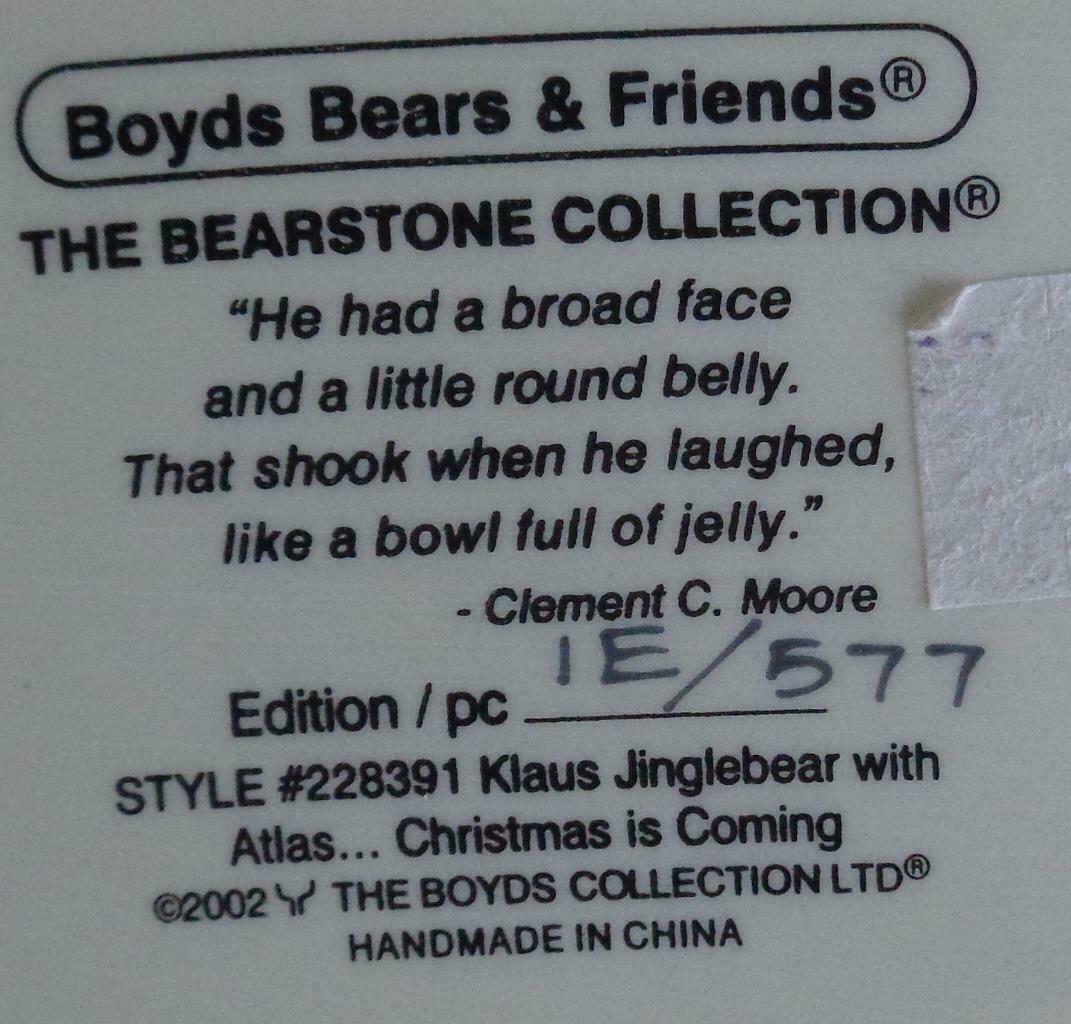 Boyds Bears & Friends®
THE BEARSTONE COLLECTION®
“He had a broad face
and a little round belly.
That shook when he laughed,
like a bowl full of jelly.”
- Clement C. Moore
Edition / pc 1E/577
STYLE #228391 Klaus Jinglebear with
Atlas... Christmas is Coming
©2002 THE BOYDS COLLECTION LTD®
HANDMADE IN CHINA